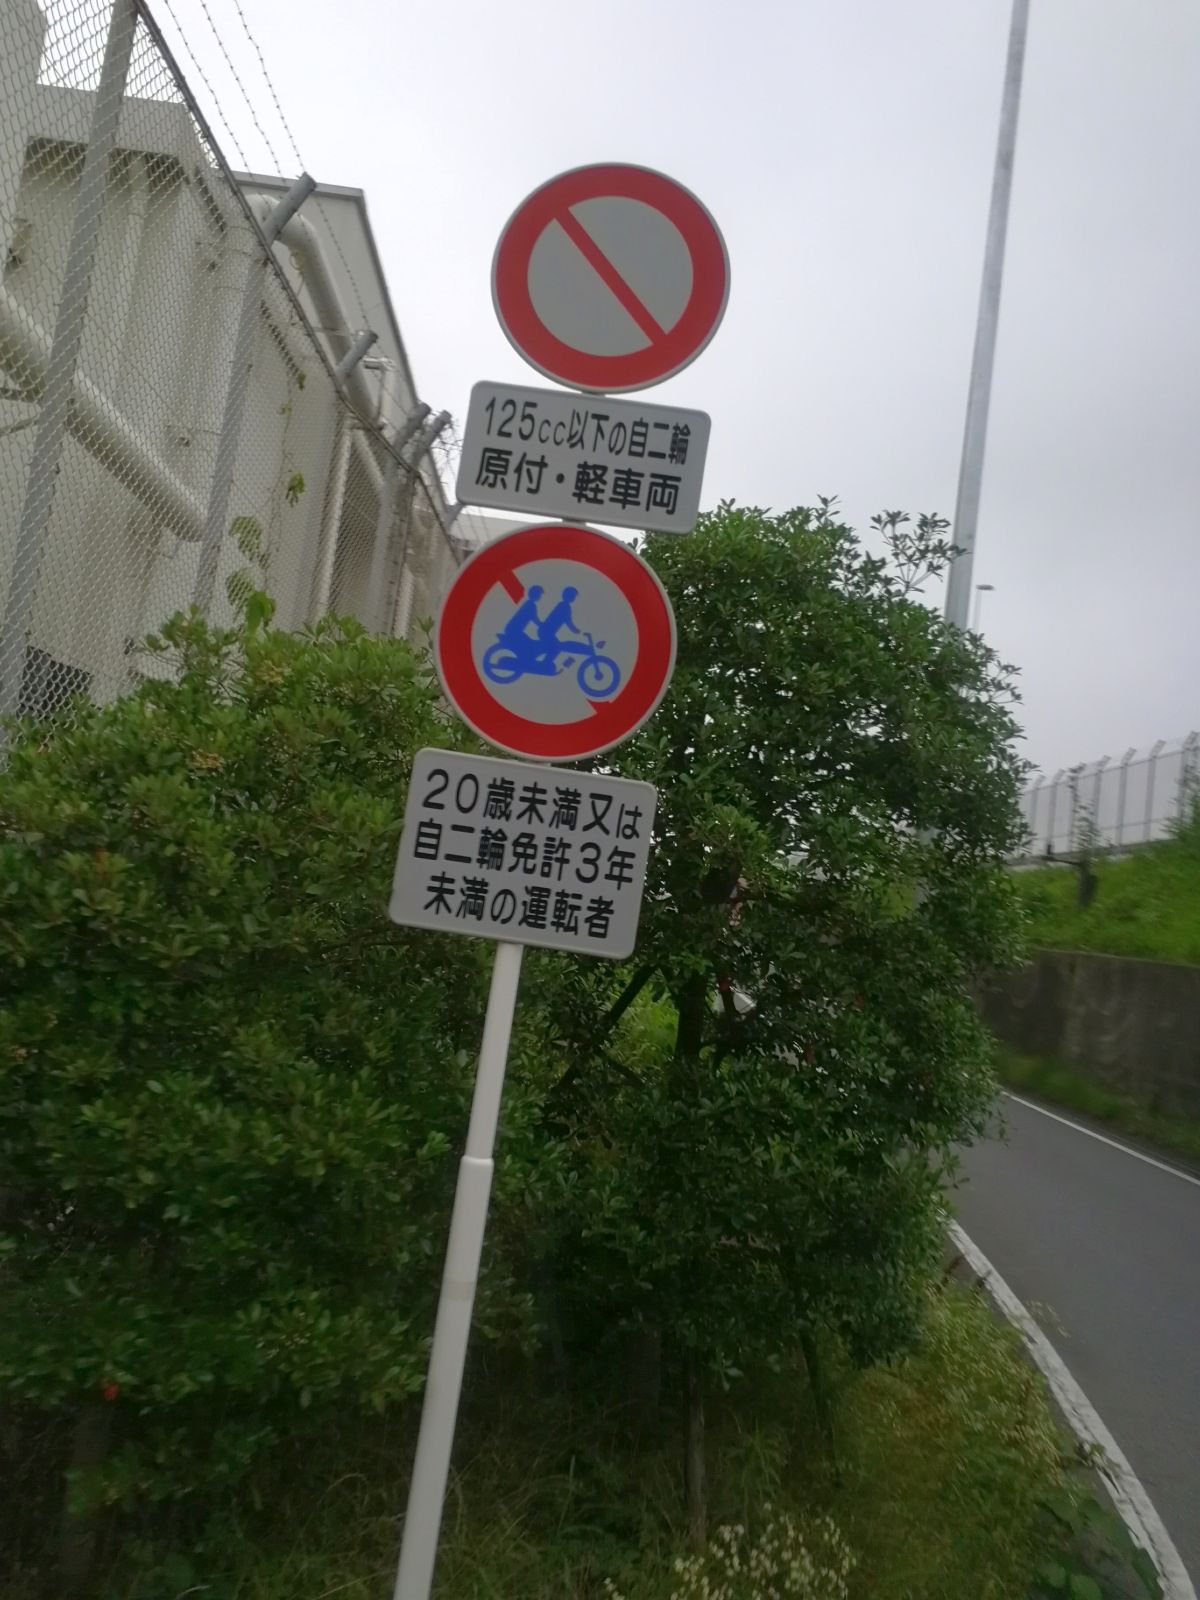 125cc以下の自二輪
原付・軽車両
20歳未満又は
自二輪免許3年
未満の運転者